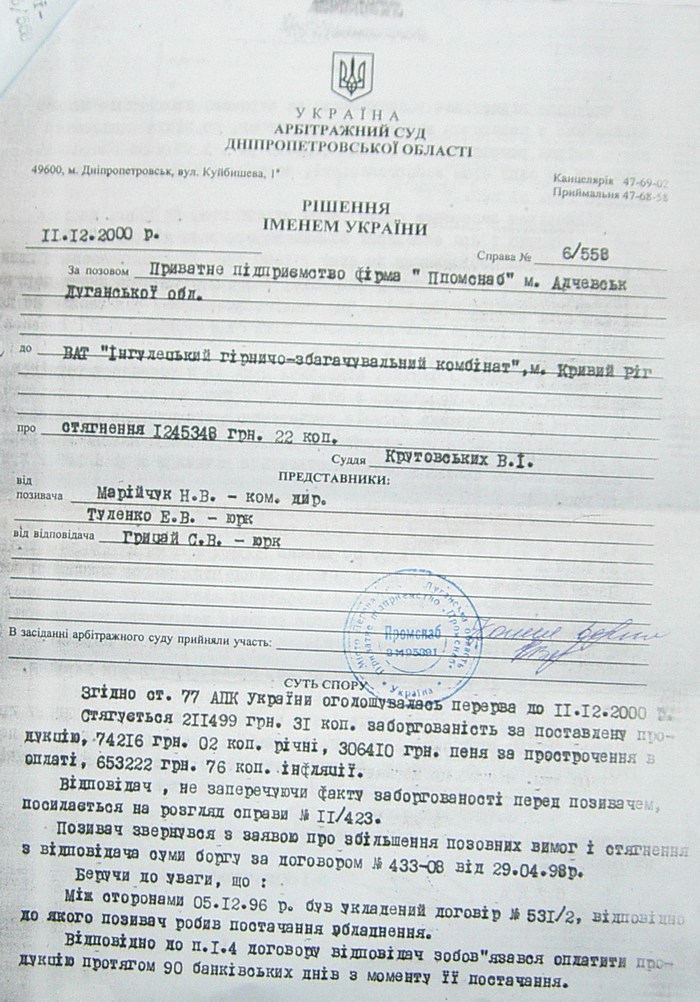 УКРАЇНА
АРБІТРАЖНИЙ СУД
ДНІПРОПЕТРОВСЬКОЇ ОБЛАСТІ
49600, м. Дніпропетровськ, вул. Куйбишева, 1ª
Канцелярія 47-69-02
Приймальня 47-68-58
РІШЕННЯ
ІМЕНЕМ УКРАЇНИ
II.I2.2000 р.
Справа № 6/558
За позовом Приватне підприємство фірма " Ппомснаб" м. Алчевськ
Луганської обл.
до ВАТ "Інгулецький гірничо-збагачувальний комбінат",м. Кривий Ріг
про стягнення I245348 грн. 22 коп.
Суддя Крутовських В.І.
ПРЕДСТАВНИКИ:
від
позивача Марійчук Н.В. - ком. дир.
Туленко Е.В. - юрк
від відповідача Грицай С.В. - юрк
В засіданні арбітражного суду прийняли участь:
Промснаб
Україна
СУТЬ СПОРУ
Згідно ст. 77 АПК України оголошувалась перерва до II.I2.2000 р.
Стягується 2II499 грн. 3I коп. заборгованість за поставлену про-
дукцію, 742I6 грн. 02 коп. річні, 3064I0 грн. пеня за прострочення в
оплаті, 653222 грн. 76 коп. інфляції.
Відповідач , не заперечуючи факту заборгованості перед позивачем,
посилається на розгляд справи № II/423.
Позивач звернувся з заявою про збільшення позовних вимог і стягнення
з відповідача суми боргу за договором № 433-08 від 29.04.98р.
Беручи до уваги, що :
Між сторонами 05.I2.96 р. був укладений договір № 53I/2, відповідно
до якого позивач робив постачання обладнення.
Відповідно до п.I.4 договору відповідач зобов"язався оплатити про-
дукцію протягом 90 банківських днів з моменту її постачання.